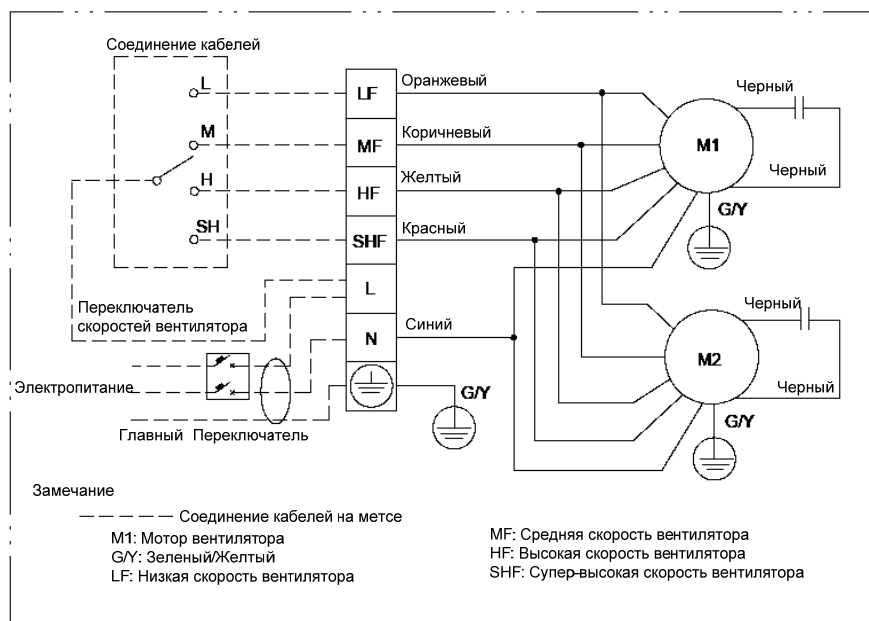 Соединение кабелей
L
M
H
SH
LF
MF
HF
SHF
L
N
Оранжевый
Коричневый
Желтый
Красный
Синий
G/Y
Черный
M1
Черный
G/Y
Черный
M2
Черный
G/Y
Переключатель
скоростей вентилятора
Электропитание
Главный Переключатель
Замечание
Соединение кабелей на метсе
M1: Мотор вентилятора
G/Y: Зеленый/Желтый
LF: Низкая скорость вентилятора
MF: Средняя скорость вентилятора
HF: Высокая скорость вентилятора
SHF: Супер-высокая скорость вентилятора